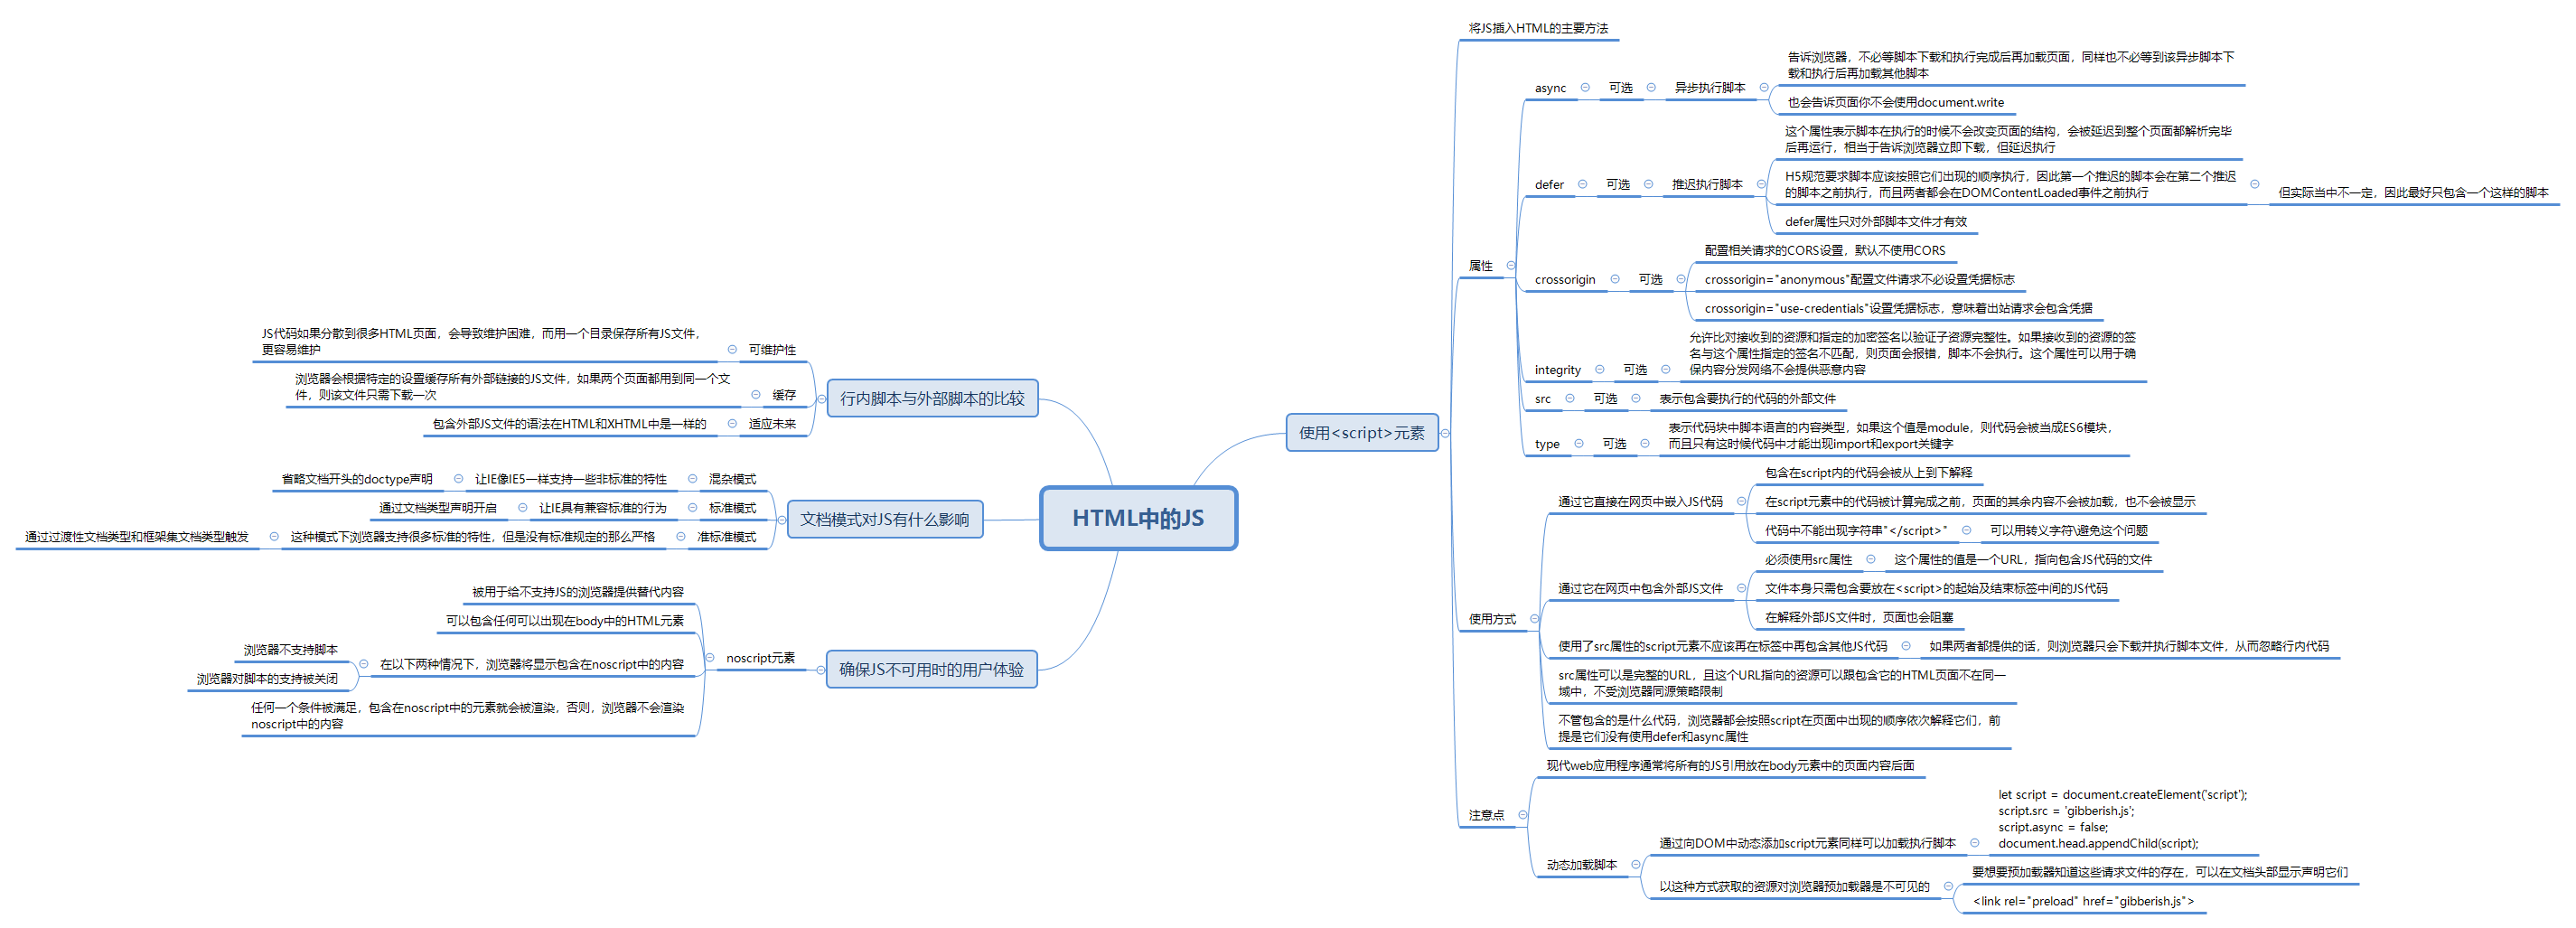 HTML中的JS
使用<script>元素
将JS插入HTML的主要方法
属性
async
可选
异步执行脚本
告诉浏览器，不必等脚本下载和执行完成后再加载页面，同样也不必等到该异步脚本下
载和执行后再加载其他脚本
也会告诉页面你不会使用document.write
defer
可选
推迟执行脚本
这个属性表示脚本在执行的时候不会改变页面的结构，会被延迟到整个页面都解析完毕
后再运行，相当于告诉浏览器立即下载，但延迟执行
H5规范要求脚本应该按照它们出现的顺序执行，因此第一个推迟的脚本会在第二个推迟
的脚本之前执行，而且两者都会在DOMContentLoaded事件之前执行
但实际当中不一定，因此最好只包含一个这样的脚本
defer属性只对外部脚本文件才有效
crossorigin
可选
配置相关请求的CORS设置，默认不使用CORS
crossorigin="anonymous"配置文件请求不必设置凭据标志
crossorigin="use-credentials"设置凭据标志，意味着出站请求会包含凭据
integrity
可选
允许比对接收到的资源和指定的加密签名以验证子资源完整性。如果接收到的资源的签
名与这个属性指定的签名不匹配，则页面会报错，脚本不会执行。这个属性可以用于确
保内容分发网络不会提供恶意内容
src
可选
表示包含要执行的代码的外部文件
type
可选
表示代码块中脚本语言的内容类型，如果这个值是module，则代码会被当成ES6模块，
而且只有这时候代码中才能出现import和export关键字
使用方式
通过它直接在网页中嵌入JS代码
包含在script内的代码会被从上到下解释
在script元素中的代码被计算完成之前，页面的其余内容不会被加载，也不会被显示
代码中不能出现字符串"</script>"
可以用转义字符\避免这个问题
通过它在网页中包含外部JS文件
必须使用src属性
这个属性的值是一个URL，指向包含JS代码的文件
文件本身只需包含要放在<script>的起始及结束标签中间的JS代码
在解释外部JS文件时，页面也会阻塞
使用了src属性的script元素不应该再在标签中再包含其他JS代码
如果两者都提供的话，则浏览器只会下载并执行脚本文件，从而忽略行内代码
src属性可以是完整的URL，且这个URL指向的资源可以跟包含它的HTML页面不在同一
域中，不受浏览器同源策略限制
不管包含的是什么代码，浏览器都会按照script在页面中出现的顺序依次解释它们，前
提是它们没有使用defer和async属性
注意点
现代web应用程序通常将所有的JS引用放在body元素中的页面内容后面
动态加载脚本
通过向DOM中动态添加script元素同样可以加载执行脚本
let script = document.createElement('script');
script.src = 'gibberish.js';
script.async = false;
document.head.appendChild(script);
以这种方式获取的资源对浏览器预加载器是不可见的
要想要预加载器知道这些请求文件的存在，可以在文档头部显示声明它们
<link rel="preload" href="gibberish.js">
行内脚本与外部脚本的比较
可维护性
JS代码如果分散到很多HTML页面，会导致维护困难，而用一个目录保存所有JS文件，
更容易维护
缓存
浏览器会根据特定的设置缓存所有外部链接的JS文件，如果两个页面都用到同一个文
件，则该文件只需下载一次
适应未来
包含外部JS文件的语法在HTML和XHTML中是一样的
文档模式对JS有什么影响
混杂模式
让IE像IE5一样支持一些非标准的特性
省略文档开头的doctype声明
标准模式
让IE具有兼容标准的行为
通过文档类型声明开启
准标准模式
这种模式下浏览器支持很多标准的特性，但是没有标准规定的那么严格
通过过渡性文档类型和框架集文档类型触发
确保JS不可用时的用户体验
noscript元素
被用于给不支持JS的浏览器提供替代内容
可以包含任何可以出现在body中的HTML元素
在以下两种情况下，浏览器将显示包含在noscript中的内容
浏览器不支持脚本
浏览器对脚本的支持被关闭
任何一个条件被满足，包含在noscript中的元素就会被渲染，否则，浏览器不会渲染
noscript中的内容